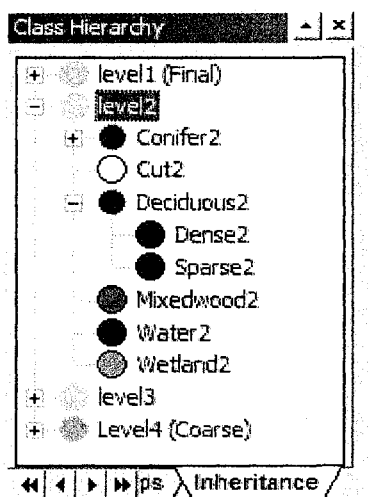 Class Hierarchy
level1 (Final)
level2
Conifer2
Cut2
Deciduous2
Dense2
Sparse2
Mixedwood2
Water2
Wetland2
level3
Level4 (Coarse)
ps Inheritance